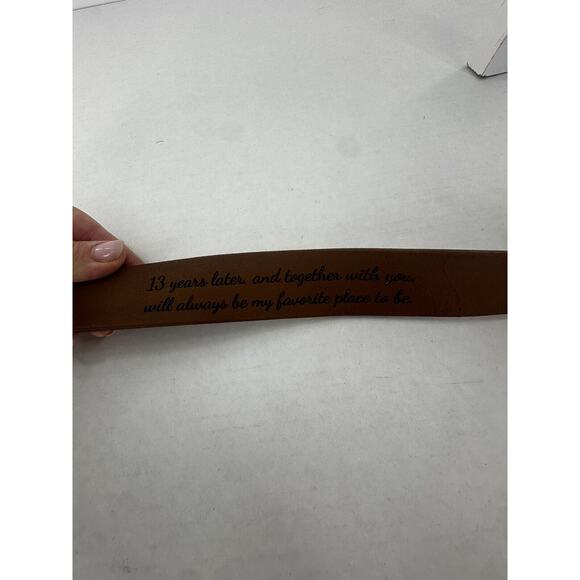 13 years later, and together with you,
will always be my favorite place to be.